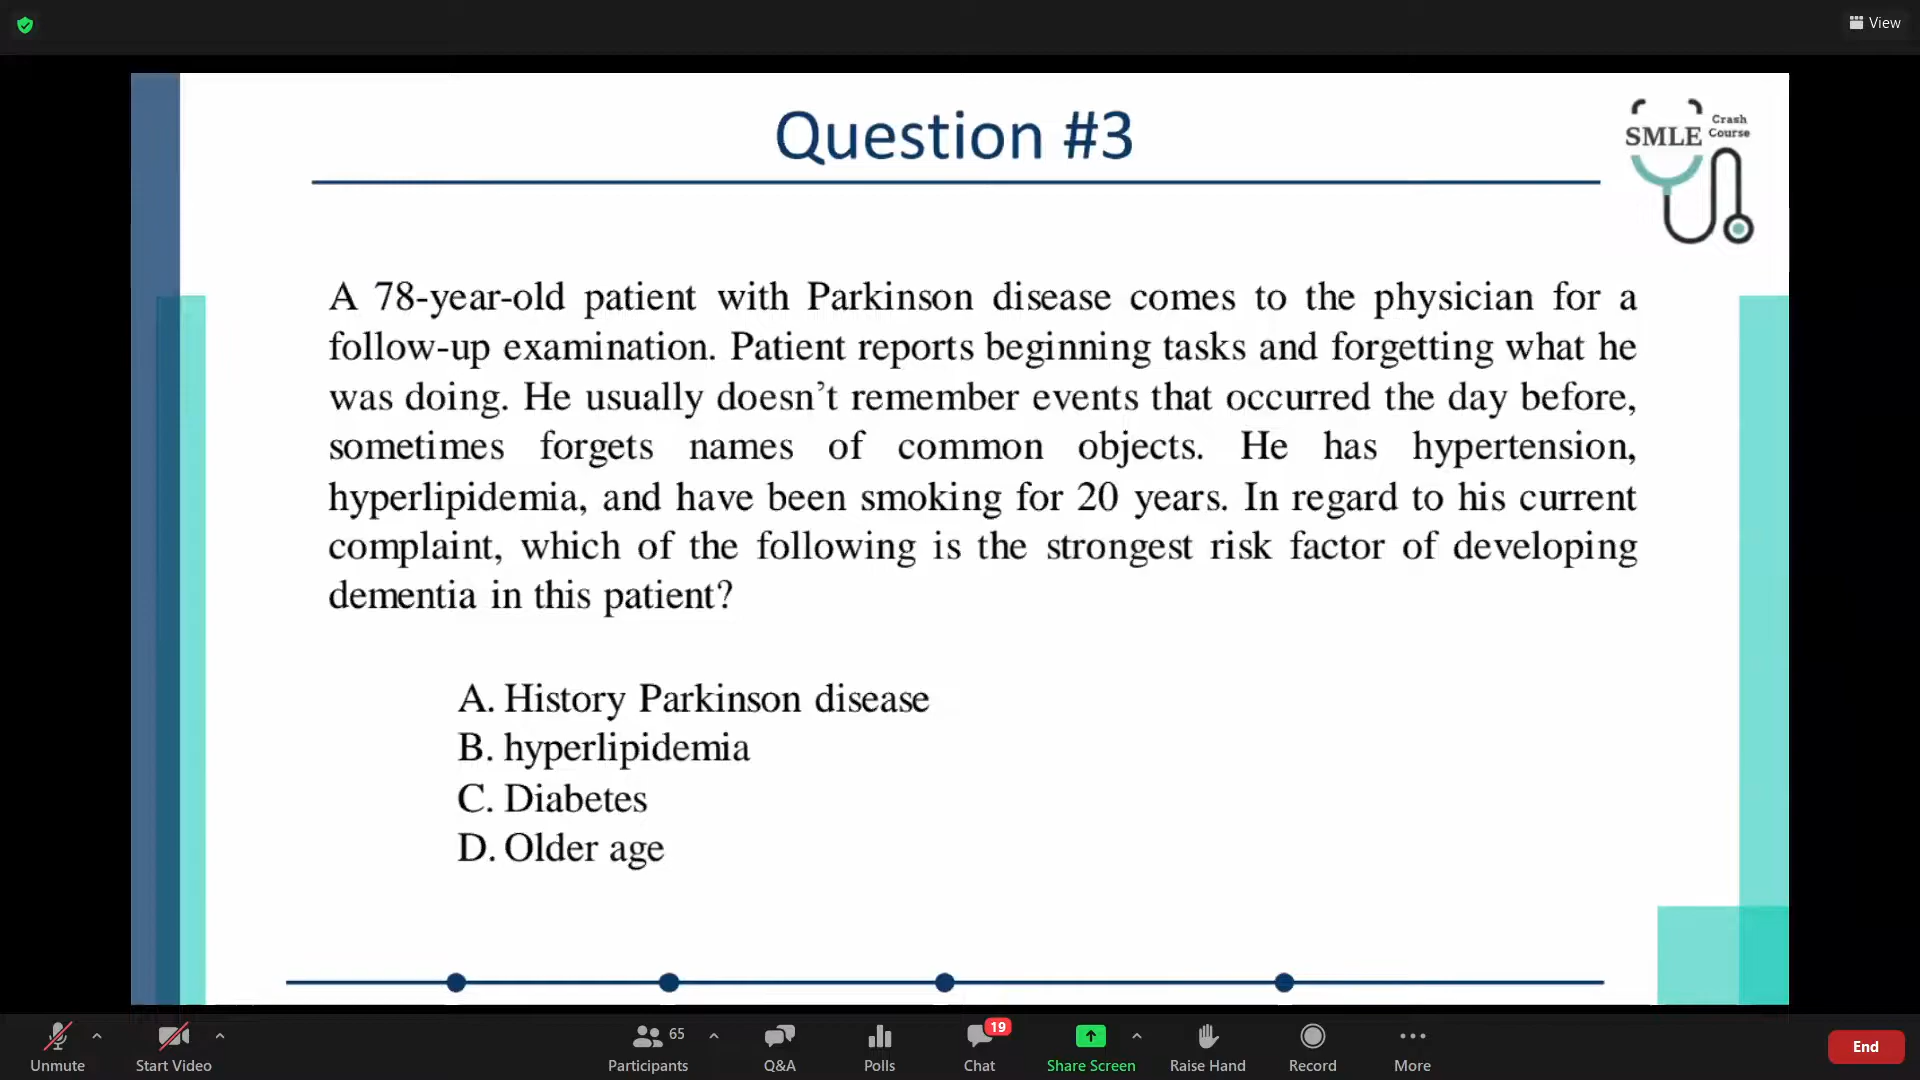 View
Question #3
Crash
SMLE Course
A 78-year-old patient with Parkinson disease comes to the physician for a
follow-up examination. Patient reports beginning tasks and forgetting what he
was doing. He usually doesn’t remember events that occurred the day before,
sometimes forgets names of common objects. He has hypertension,
hyperlipidemia, and have been smoking for 20 years. In regard to his current
complaint, which of the following is the strongest risk factor of developing
dementia in this patient?
A. History Parkinson disease
B. hyperlipidemia
C. Diabetes
D. Older age
65
19
Unmute
Start Video
Participants
Q&A
Polls
Chat
Share Screen
Raise Hand
Record
More
End